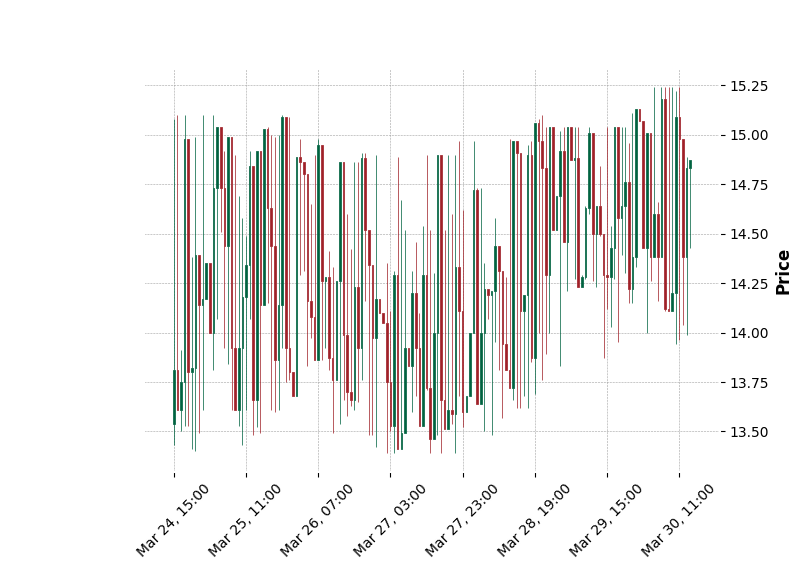 15.25
15.00
14.75
14.50
14.25
14.00
13.75
13.50
Price
Mar 24, 15:00
Mar 25, 11:00
Mar 26, 07:00
Mar 27, 03:00
Mar 27, 23:00
Mar 28, 19:00
Mar 29, 15:00
Mar 30, 11:00